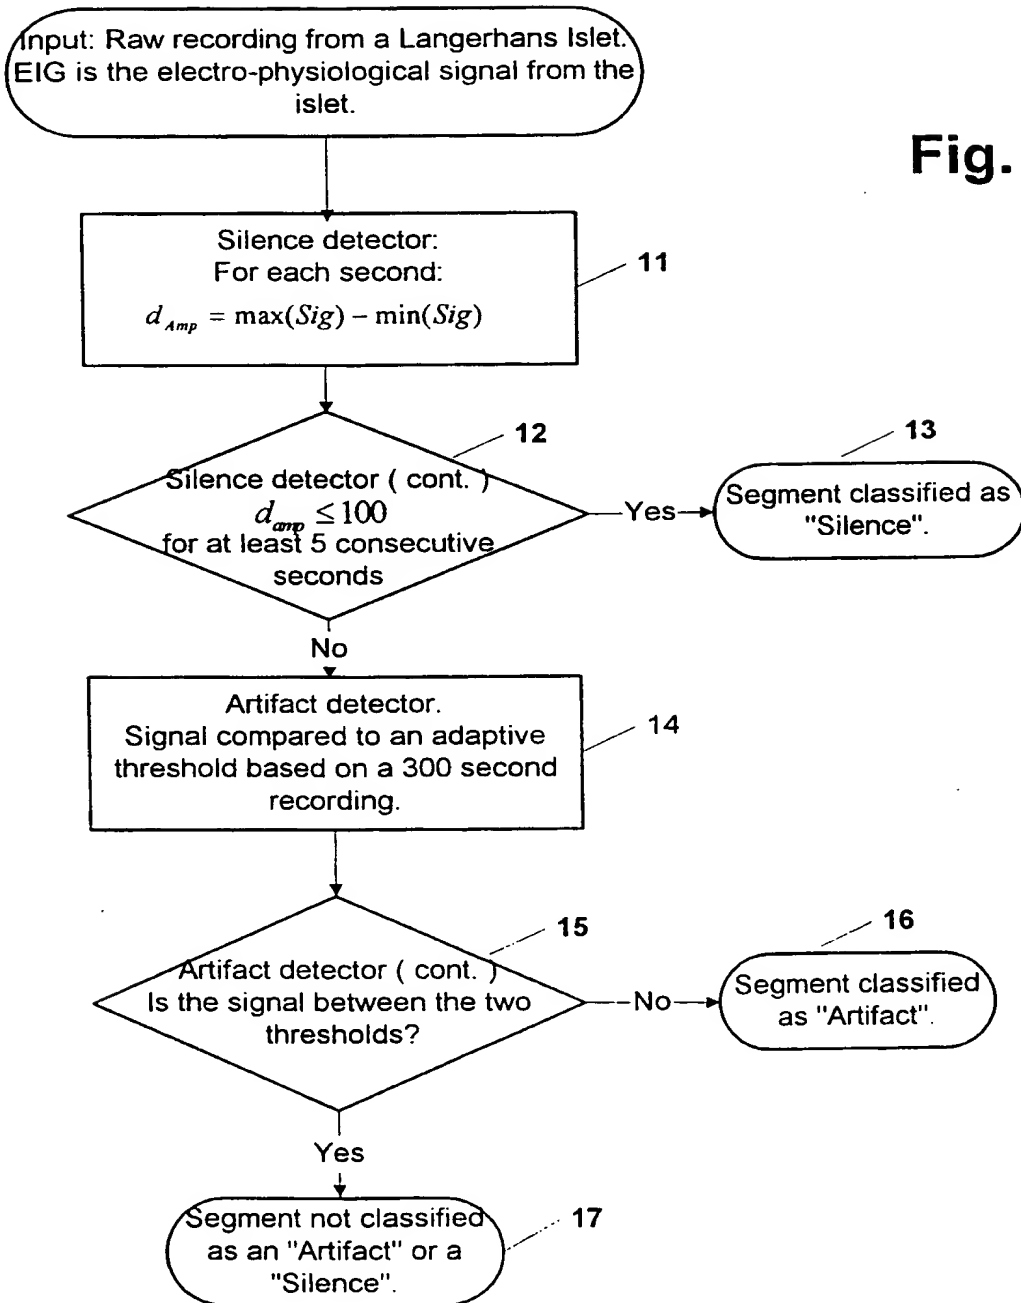 Input: Raw recording from a Langerhans Islet.
EIG is the electro-physiological signal from the
islet.
Fig.
Silence detector:
For each second:
d_Amp = max(Sig) − min(Sig)
11
12
Silence detector ( cont. )
d_amp ≤ 100
for at least 5 consecutive
seconds
Yes
13
Segment classified as
"Silence".
No
Artifact detector.
Signal compared to an adaptive
threshold based on a 300 second
recording.
14
15
Artifact detector ( cont. )
Is the signal between the two
thresholds?
No
16
Segment classified
as "Artifact".
Yes
Segment not classified
as an "Artifact" or a
"Silence".
17